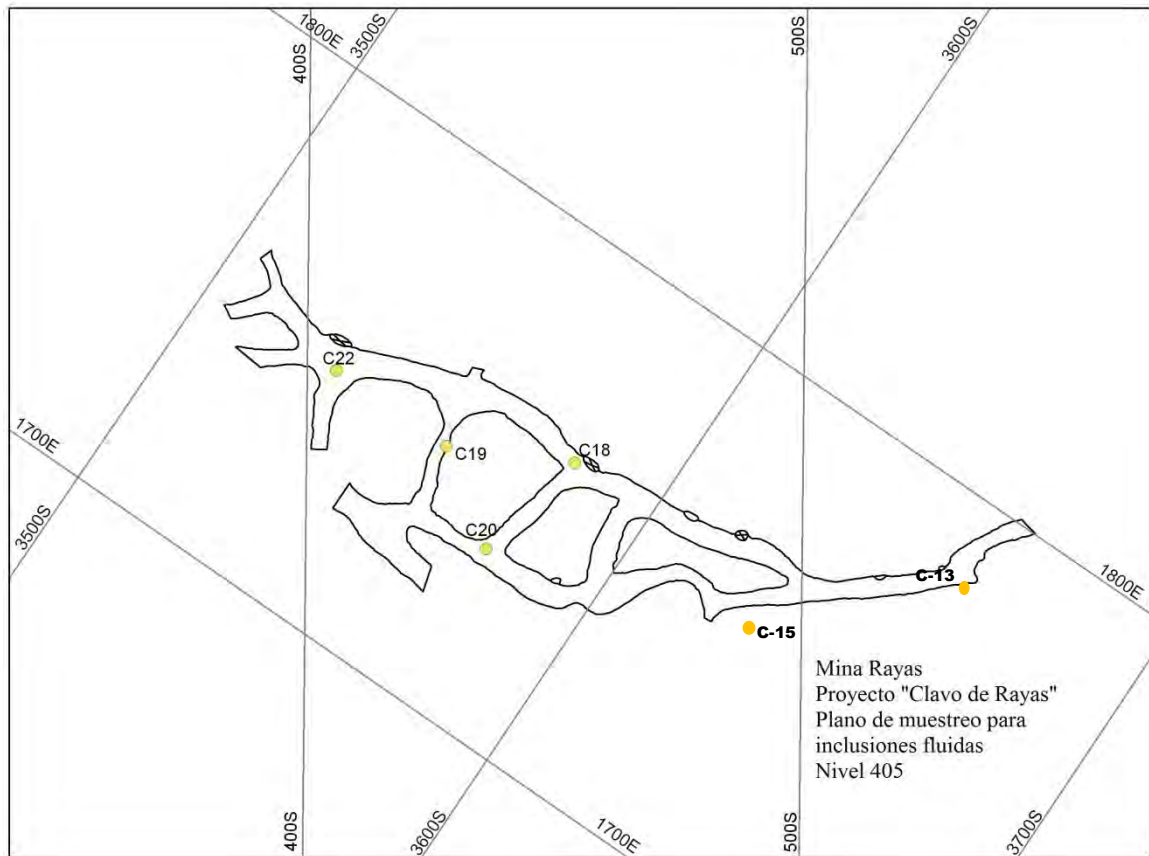 1800E
3500S
400S
500S
3600S
C22
1700E
C19
C18
3500S
C20
C-13
1800E
C-15
Mina Rayas
Proyecto "Clavo de Rayas"
Plano de muestreo para
inclusiones fluidas
Nivel 405
400S
3600S
1700E
500S
3700S